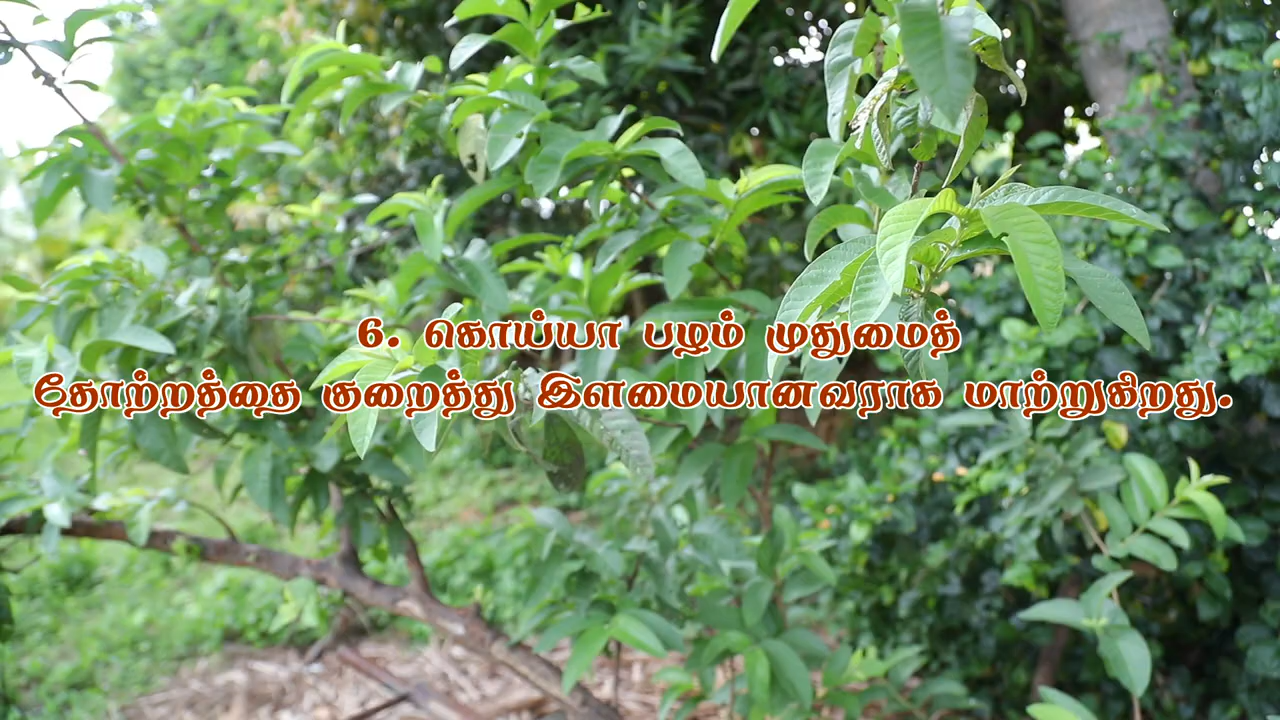 6. கொய்யா பழம் முதுமைத்
தோற்றத்தை குறைத்து இளமையானவராக மாற்றுகிறது.